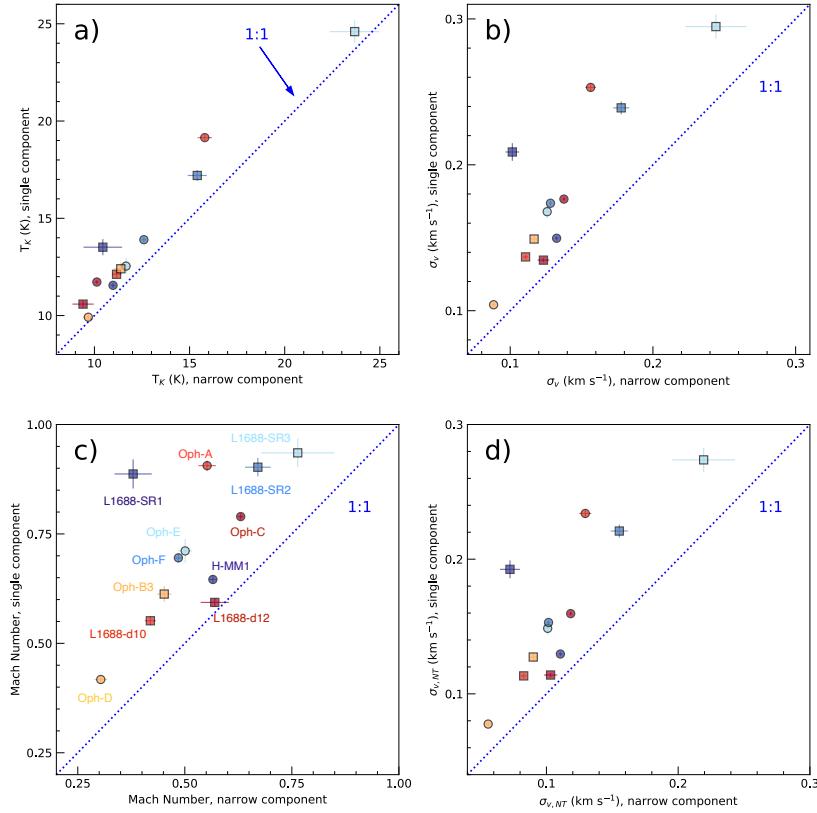 a)
1:1
25
20
15
10
T_K (K), single component
10
15
20
25
T_K (K), narrow component
b)
1:1
0.3
0.2
0.1
σ_v (km s⁻¹), single component
0.1
0.2
0.3
σ_v (km s⁻¹), narrow component
c)
L1688-SR3
Oph-A
L1688-SR1
L1688-SR2
1:1
Oph-E
Oph-C
Oph-F
H-MM1
Oph-B3
L1688-d10
L1688-d12
Oph-D
1.00
0.75
0.50
0.25
Mach Number, single component
0.25
0.50
0.75
1.00
Mach Number, narrow component
d)
1:1
0.3
0.2
0.1
σ_{v,NT} (km s⁻¹), single component
0.1
0.2
0.3
σ_{v,NT} (km s⁻¹), narrow component